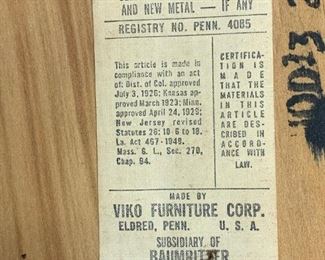 AND NEW METAL — IF ANY
REGISTRY NO. PENN. 4085
This article is made in
compliance with an act
of: Dist. of Col. approved
July 3, 1926; Kansas ap-
proved March 1923; Minn.
approved April 24, 1929;
New Jersey revised
Statutes 26: 10-6 to 18.
La. Act 467-1948.
Mass. G. L., Sec. 270,
Chap. 94.
CERTIFICA-
TION IS
MADE
THAT THE
MATERIALS
IN THIS
ARTICLE
ARE DE-
SCRIBED IN
ACCORD-
ANCE WITH
LAW.
MADE BY
VIKO FURNITURE CORP.
ELDRED, PENN. U. S. A.
SUBSIDIARY OF
BAUMRITTER